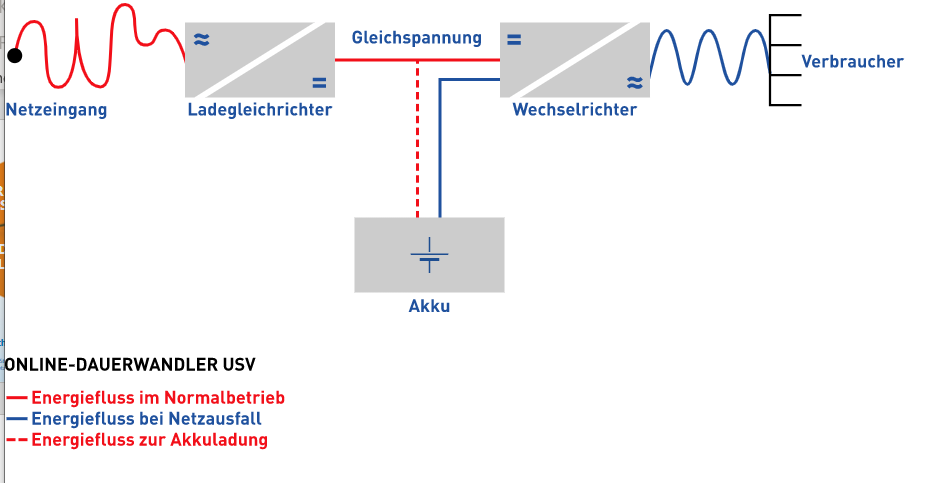 Gleichspannung
Verbraucher
Netzeingang
Ladegleichrichter
Wechselrichter
Akku
ONLINE-DAUERWANDLER USV
Energiefluss im Normalbetrieb
Energiefluss bei Netzausfall
Energiefluss zur Akkuladung